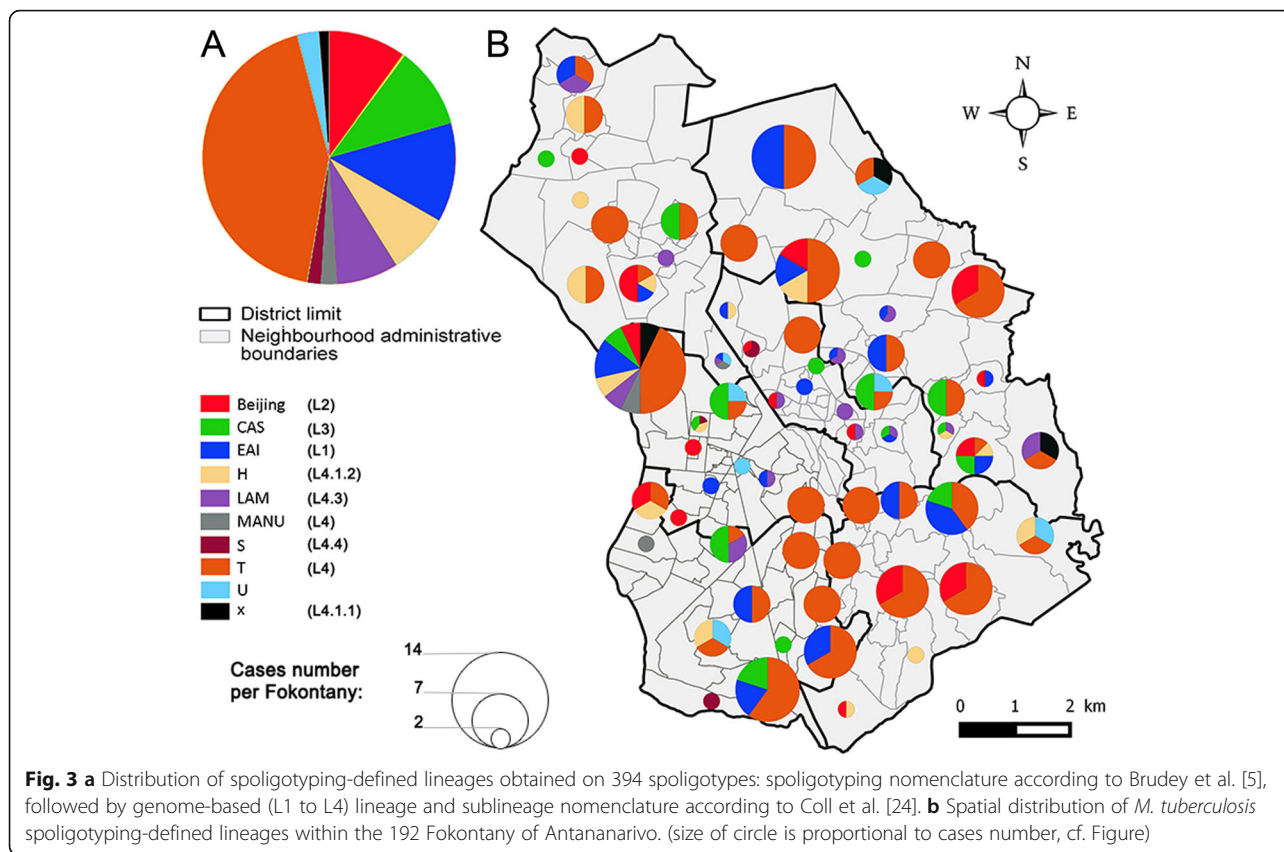 A
B
N
W E
S
District limit
Neighbourhood administrative
boundaries
Beijing (L2)
CAS (L3)
EAI (L1)
H (L4.1.2)
LAM (L4.3)
MANU (L4)
S (L4.4)
T (L4)
U
x (L4.1.1)
Cases number
per Fokontany:
14
7
2
0 1 2 km
Fig. 3 a Distribution of spoligotyping-defined lineages obtained on 394 spoligotypes: spoligotyping nomenclature according to Brudey et al. [5],
followed by genome-based (L1 to L4) lineage and sublineage nomenclature according to Coll et al. [24]. b Spatial distribution of M. tuberculosis
spoligotyping-defined lineages within the 192 Fokontany of Antananarivo. (size of circle is proportional to cases number, cf. Figure)